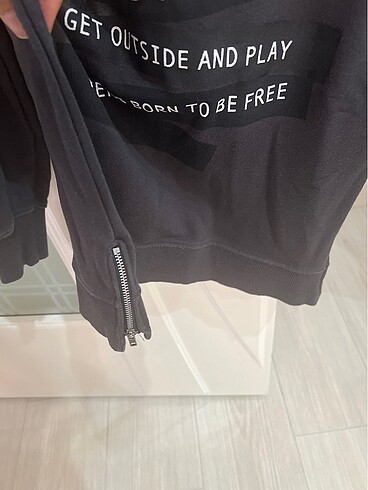 GET OUTSIDE AND PLAY
BORN TO BE FREE